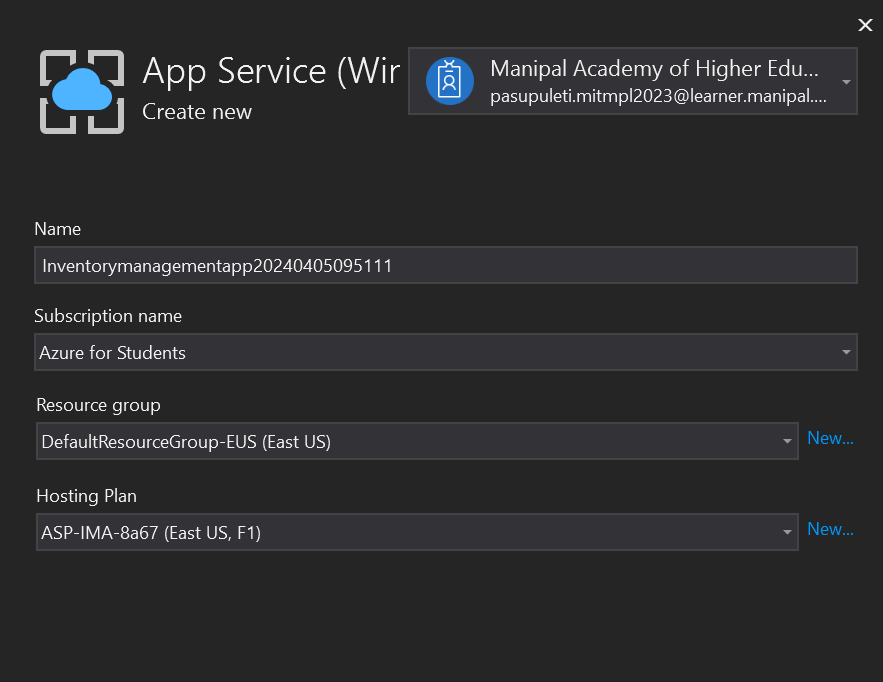 App Service (Wir
Create new
Manipal Academy of Higher Edu...
pasupuleti.mitmpl2023@learner.manipal....
Name
Inventorymanagementapp20240405095111
Subscription name
Azure for Students
Resource group
DefaultResourceGroup-EUS (East US)
New...
Hosting Plan
ASP-IMA-8a67 (East US, F1)
New...